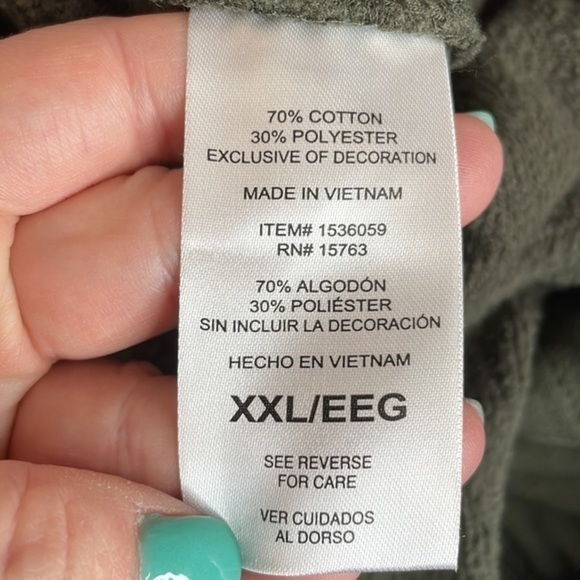 70% COTTON
30% POLYESTER
EXCLUSIVE OF DECORATION
MADE IN VIETNAM
ITEM# 1536059
RN# 15763
70% ALGODÓN
30% POLIÉSTER
SIN INCLUIR LA DECORACIÓN
HECHO EN VIETNAM
XXL/EEG
SEE REVERSE
FOR CARE
VER CUIDADOS
AL DORSO